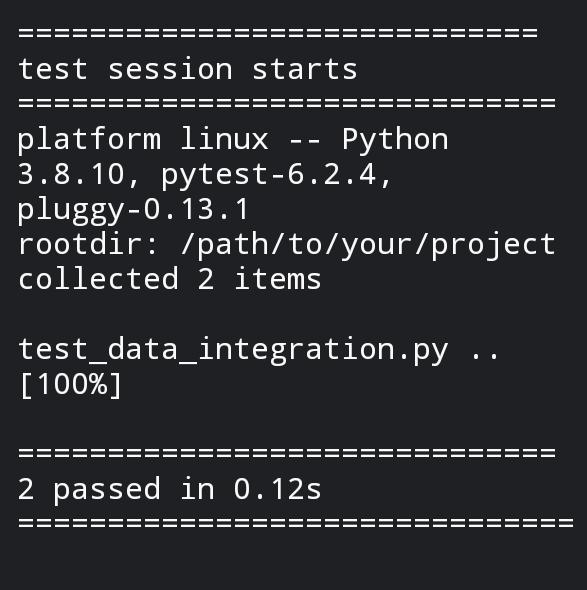 =============================
test session starts
==============================
platform linux -- Python
3.8.10, pytest-6.2.4,
pluggy-0.13.1
rootdir: /path/to/your/project
collected 2 items

test_data_integration.py ..
[100%]

==============================
2 passed in 0.12s
===============================